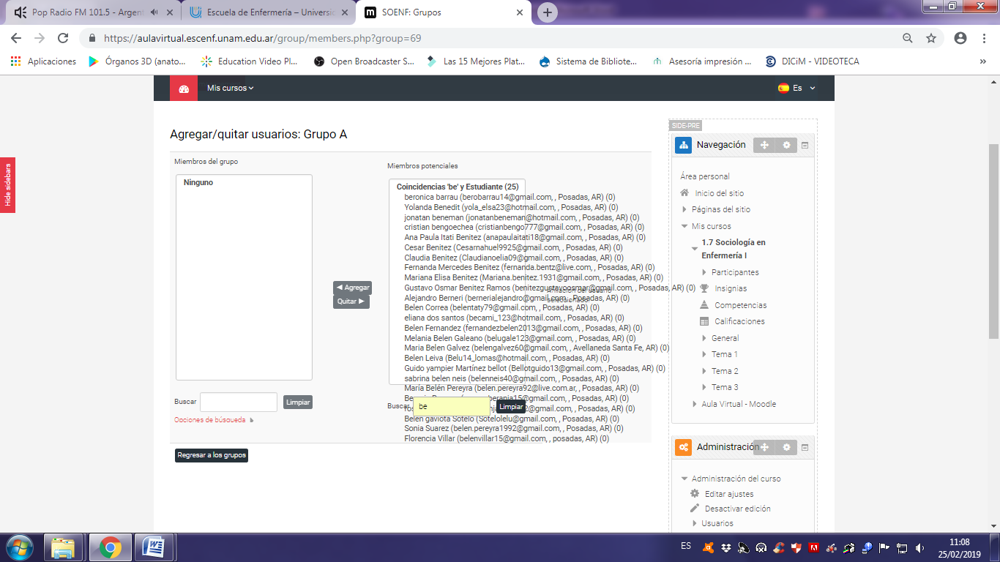 Pop Radio FM 101.5 - Argent
Escuela de Enfermería – Universi
SOENF: Grupos
https://aulavirtual.escenf.unam.edu.ar/group/members.php?group=69
Aplicaciones
Órganos 3D (anato...
Education Video Pl...
Open Broadcaster S...
Las 15 Mejores Plat...
Sistema de Bibliote...
Asesoría impresión ...
DICiM - VIDEOTECA
»
Mis cursos
Es
Hide sidebars
Agregar/quitar usuarios: Grupo A
Miembros del grupo
Ninguno
Buscar
Limpiar
Opciones de búsqueda
Agregar
Quitar
Miembros potenciales
Coincidencias 'be' y Estudiante (25)
beronica barrau (berobarrau14@gmail.com, , Posadas, AR) (0)
Yolanda Benedit (yola_elsa23@hotmail.com, , Posadas, AR) (0)
jonatan beneman (jonatanbeneman@hotmail.com, , Posadas, AR) (0)
cristian bengoechea (cristianbengo777@gmail.com, , Posadas, AR) (0)
Ana Paula Itati Benitez (anapaulaitati18@gmail.com, , Posadas, AR) (0)
Cesar Benitez (Cesarnahuel9925@gmail.com, , Posadas, AR) (0)
Claudia Benitez (Claudianoelia09@gmail.com, , Posadas, AR) (0)
Fernanda Mercedes Benitez (fernanda.bentz@live.com, , Posadas, AR) (0)
Mariana Elisa Benitez (Mariana.benitez.1931@gmail.com, , Posadas, AR) (0)
Gustavo Osmar Benitez Ramos (benitezgustavoosmar@gmail.com, , Posadas, AR) (0)
Afiliación del usuario
seleccionado
Alejandro Berneri (bernerialejandro@gmail.com, , Posadas, AR) (0)
Belen Correa (belentaty79@gmail.com, , Posadas, AR) (0)
eliana dos santos (becami_123@hotmail.com, , Posadas, AR) (0)
Belen Fernandez (fernandezbelen2013@gmail.com, , Posadas, AR) (0)
Melania Belen Galeano (belugale123@gmail.com, , Posadas, AR) (0)
Maria Belen Galvez (belengalvez60@gmail.com, , Avellaneda Santa Fe, AR) (0)
Belen Leiva (Belu14_lomas@hotmail.com, , Posadas, AR) (0)
Guido yampier Martínez bellot (Bellotguido13@gmail.com, , Posadas, AR) (0)
sabrina belen neis (belenneis40@gmail.com, , Posadas, AR) (0)
María Belén Pereyra (belen.pereyra92@live.com.ar, , Posadas, AR) (0)
@gmail.com, , Posadas, AR) (0)
@gmail.com, , Posadas, AR) (0)
Buscar
be
Limpiar
Belen gaviota Sotelo (Sotelolelu@gmail.com, , Posadas, AR) (0)
Sonia Suarez (belen.pereyra1992@gmail.com, , Posadas, AR) (0)
Florencia Villar (belenvillar15@gmail.com, , posadas, AR) (0)
Regresar a los grupos
SIDE-PRE
Navegación
Área personal
Inicio del sitio
Páginas del sitio
Mis cursos
1.7 Sociología en
Enfermería I
Participantes
Insignias
Competencias
Calificaciones
General
Tema 1
Tema 2
Tema 3
Aula Virtual - Moodle
Administración
Administración del curso
Editar ajustes
Desactivar edición
Usuarios
ES
11:08
25/02/2019